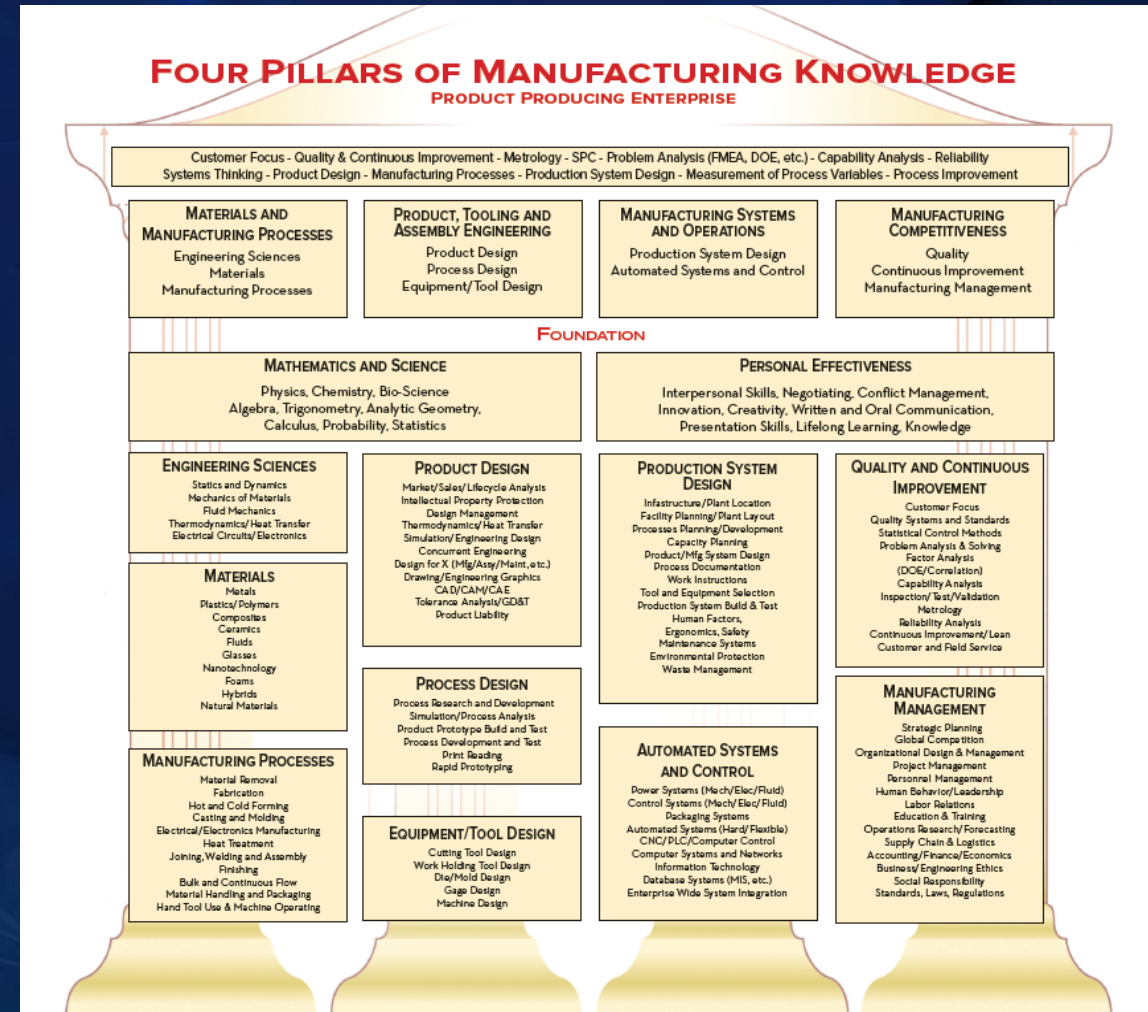 FOUR PILLARS OF MANUFACTURING KNOWLEDGE
PRODUCT PRODUCING ENTERPRISE
Customer Focus - Quality & Continuous Improvement - Metrology - SPC - Problem Analysis (FMEA, DOE, etc.) - Capability Analysis - Reliability
Systems Thinking - Product Design - Manufacturing Processes - Production System Design - Measurement of Process Variables - Process Improvement
MATERIALS AND
MANUFACTURING PROCESSES
Engineering Sciences
Materials
Manufacturing Processes
PRODUCT, TOOLING AND
ASSEMBLY ENGINEERING
Product Design
Process Design
Equipment/Tool Design
MANUFACTURING SYSTEMS
AND OPERATIONS
Production System Design
Automated Systems and Control
MANUFACTURING
COMPETITIVENESS
Quality
Continuous Improvement
Manufacturing Management
FOUNDATION
MATHEMATICS AND SCIENCE
Physics, Chemistry, Bio-Science
Algebra, Trigonometry, Analytic Geometry,
Calculus, Probability, Statistics
PERSONAL EFFECTIVENESS
Interpersonal Skills, Negotiating, Conflict Management,
Innovation, Creativity, Written and Oral Communication,
Presentation Skills, Lifelong Learning, Knowledge
ENGINEERING SCIENCES
Statics and Dynamics
Mechanics of Materials
Fluid Mechanics
Thermodynamics/Heat Transfer
Electrical Circuits/Electronics
MATERIALS
Metals
Plastics/Polymers
Composites
Ceramics
Fluids
Glasses
Nanotechnology
Foams
Hybrids
Natural Materials
MANUFACTURING PROCESSES
Material Removal
Fabrication
Hot and Cold Forming
Casting and Molding
Electrical/Electronics Manufacturing
Heat Treatment
Joining, Welding and Assembly
Finishing
Bulk and Continuous Flow
Material Handling and Packaging
Hand Tool Use & Machine Operating
PRODUCT DESIGN
Market/Sales/Lifecycle Analysis
Intellectual Property Protection
Design Management
Thermodynamics/Heat Transfer
Simulation/Engineering Design
Concurrent Engineering
Design for X (Mfg/Assy/Maint, etc.)
Drawing/Engineering Graphics
CAD/CAM/CAE
Tolerance Analysis/GD&T
Product Liability
PROCESS DESIGN
Process Research and Development
Simulation/Process Analysis
Product Prototype Build and Test
Process Development and Test
Print Reading
Rapid Prototyping
EQUIPMENT/TOOL DESIGN
Cutting Tool Design
Work Holding Tool Design
Die/Mold Design
Gage Design
Machine Design
PRODUCTION SYSTEM
DESIGN
Infastructure/Plant Location
Facility Planning/Plant Layout
Processes Planning/Development
Capacity Planning
Product/Mfg System Design
Process Documentation
Work Instructions
Tool and Equipment Selection
Production System Build & Test
Human Factors,
Ergonomics, Safety
Maintenance Systems
Environmental Protection
Waste Management
AUTOMATED SYSTEMS
AND CONTROL
Power Systems (Mech/Elec/Fluid)
Control Systems (Mech/Elec/Fluid)
Packaging Systems
Automated Systems (Hard/Flexible)
CNC/PLC/Computer Control
Computer Systems and Networks
Information Technology
Database Systems (MIS, etc.)
Enterprise Wide System Integration
QUALITY AND CONTINUOUS
IMPROVEMENT
Customer Focus
Quality Systems and Standards
Statistical Control Methods
Problem Analysis & Solving
Factor Analysis
(DOE/Correlation)
Capability Analysis
Inspection/Test/Validation
Metrology
Reliability Analysis
Continuous Improvement/Lean
Customer and Field Service
MANUFACTURING
MANAGEMENT
Strategic Planning
Global Competition
Organizational Design & Management
Project Management
Personnel Management
Human Behavior/Leadership
Labor Relations
Education & Training
Operations Research/Forecasting
Supply Chain & Logistics
Accounting/Finance/Economics
Business/Engineering Ethics
Social Responsibility
Standards, Laws, Regulations